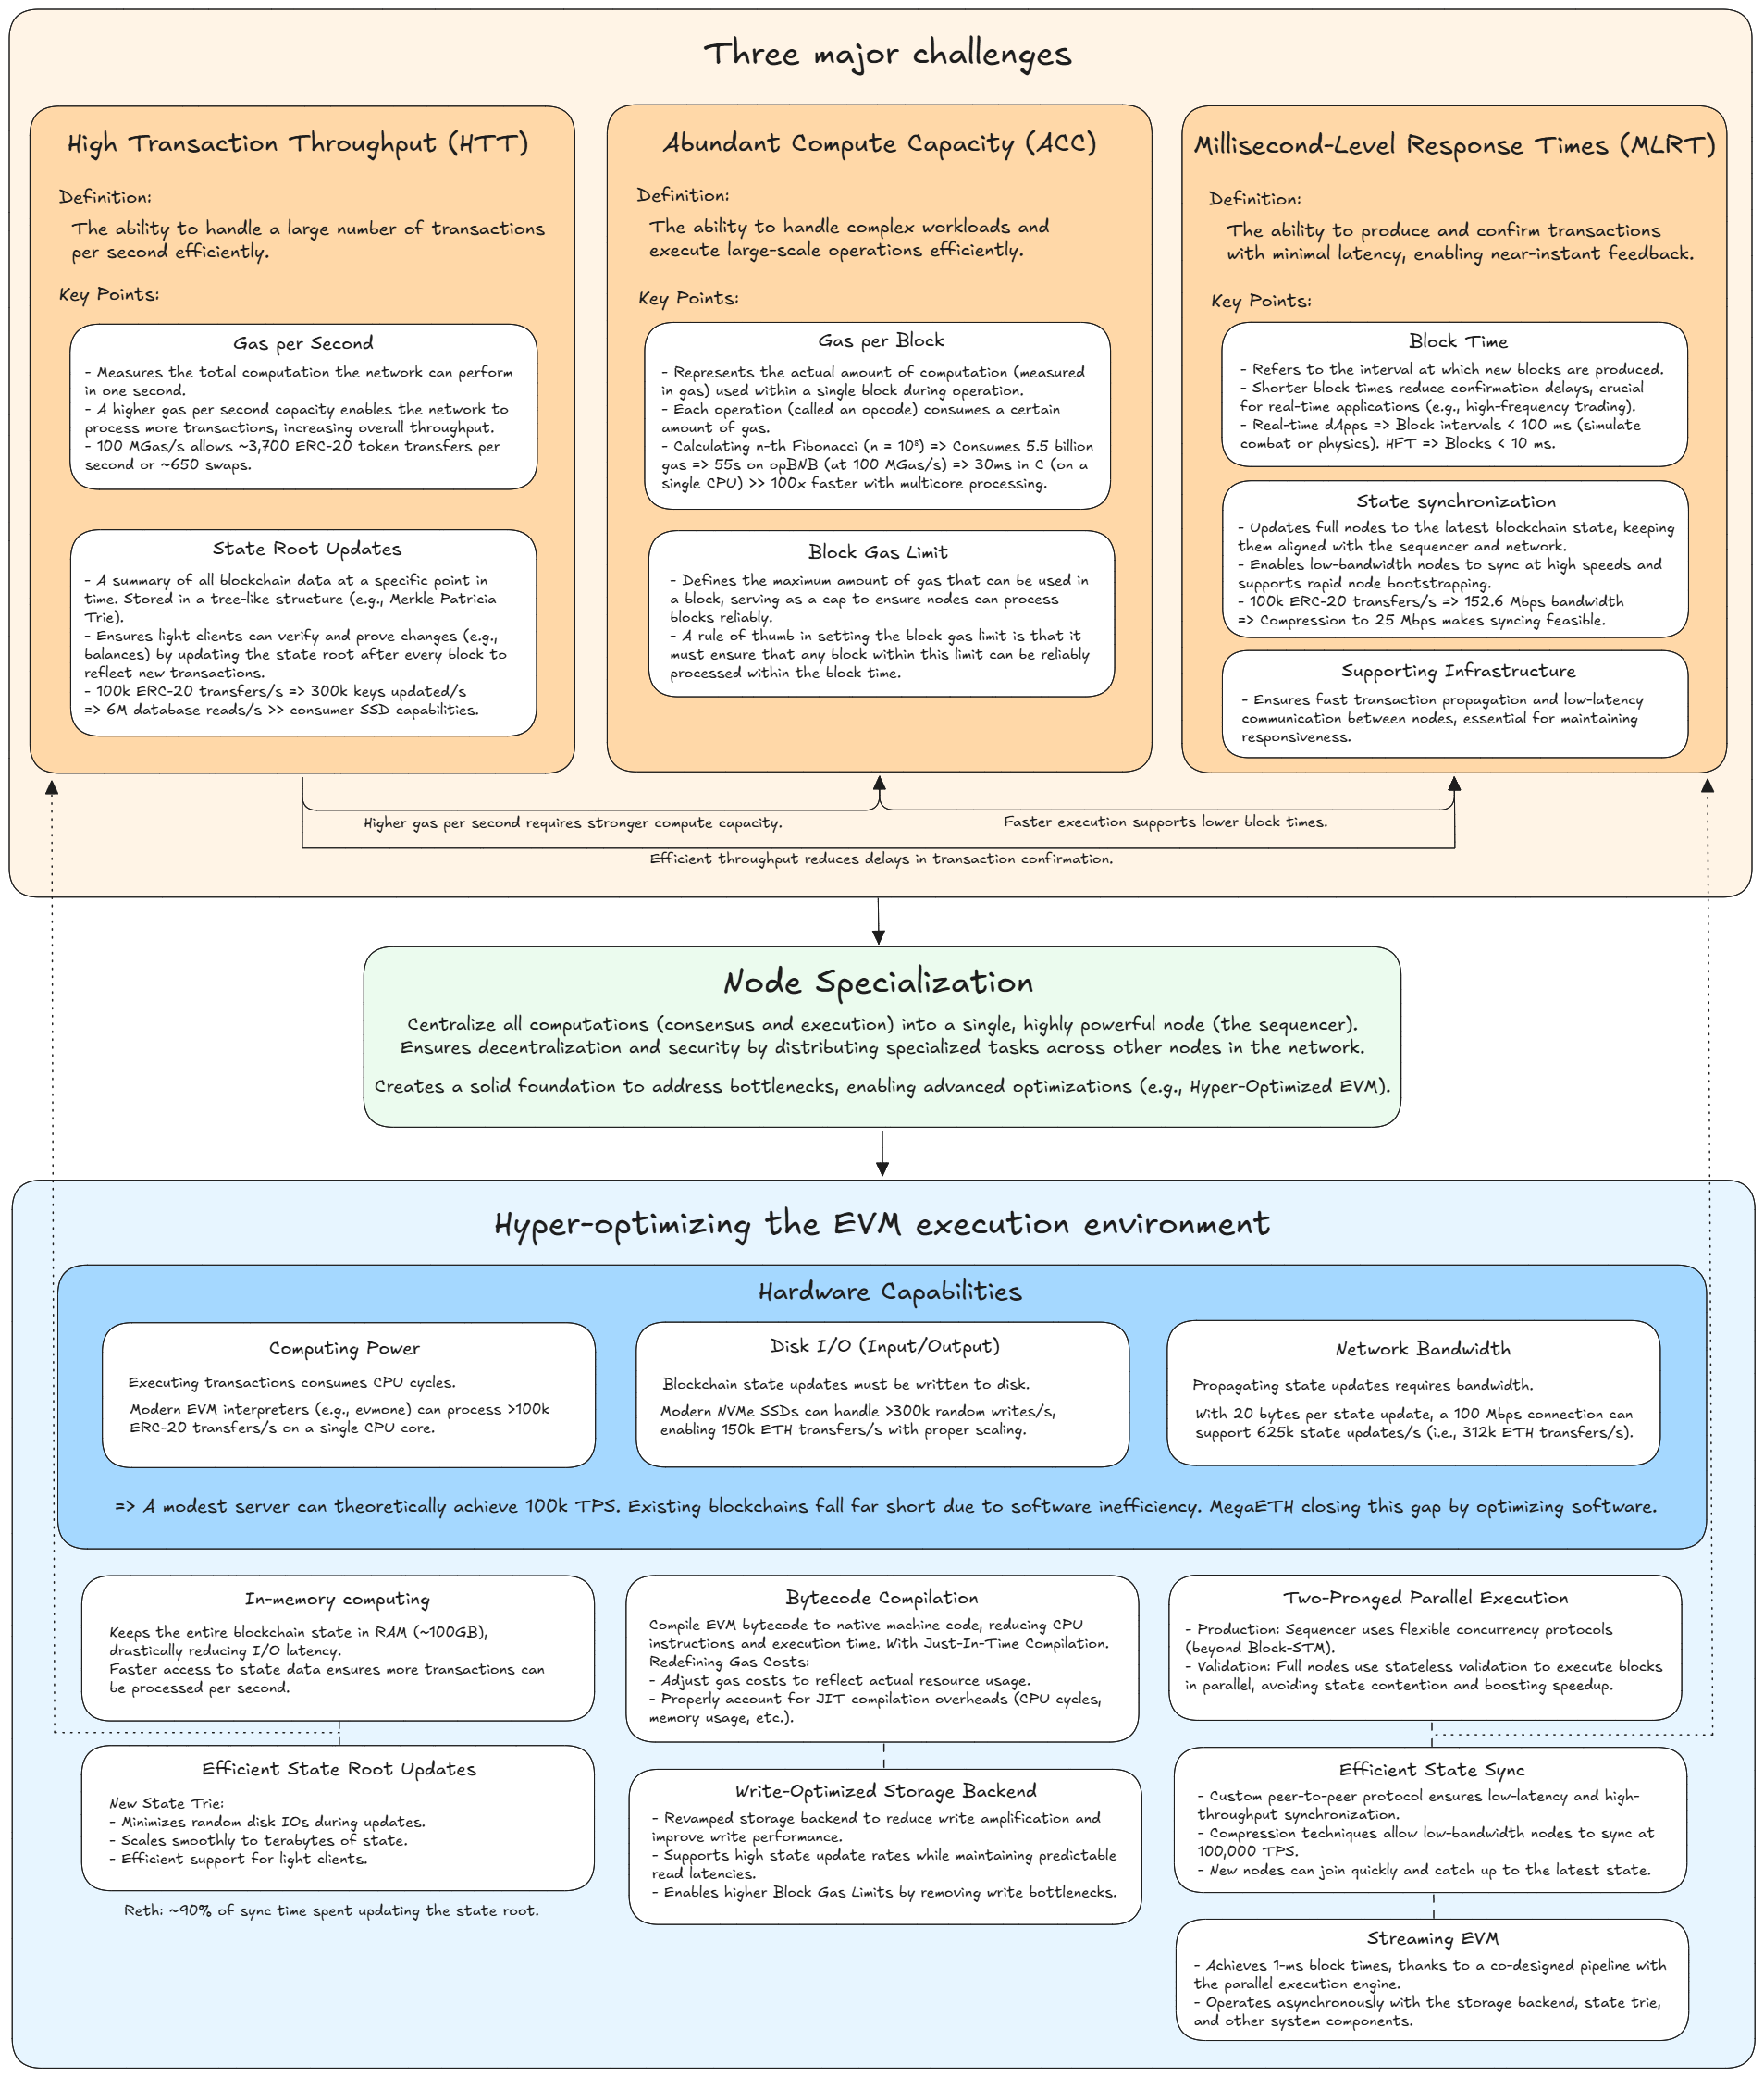 Three major challenges
High Transaction Throughput (HTT)
Definition:
The ability to handle a large number of transactions
per second efficiently.
Key Points:
Gas per Second
- Measures the total computation the network can perform
in one second.
- A higher gas per second capacity enables the network to
process more transactions, increasing overall throughput.
- 100 MGas/s allows ~3,700 ERC-20 token transfers per
second or ~650 swaps.
State Root Updates
- A summary of all blockchain data at a specific point in
time. Stored in a tree-like structure (e.g., Merkle Patricia
Trie).
- Ensures light clients can verify and prove changes (e.g.,
balances) by updating the state root after every block to
reflect new transactions.
- 100k ERC-20 transfers/s => 300k keys updated/s
=> 6M database reads/s >> consumer SSD capabilities.
Abundant Compute Capacity (ACC)
Definition:
The ability to handle complex workloads and
execute large-scale operations efficiently.
Key Points:
Gas per Block
- Represents the actual amount of computation (measured
in gas) used within a single block during operation.
- Each operation (called an opcode) consumes a certain
amount of gas.
- Calculating n-th Fibonacci (n = 10⁸) => Consumes 5.5 billion
gas => 55s on opBNB (at 100 MGas/s) => 30ms in C (on a
single CPU) >> 100x faster with multicore processing.
Block Gas Limit
- Defines the maximum amount of gas that can be used in
a block, serving as a cap to ensure nodes can process
blocks reliably.
- A rule of thumb in setting the block gas limit is that it
must ensure that any block within this limit can be reliably
processed within the block time.
Millisecond-Level Response Times (MLRT)
Definition:
The ability to produce and confirm transactions
with minimal latency, enabling near-instant feedback.
Key Points:
Block Time
- Refers to the interval at which new blocks are produced.
- Shorter block times reduce confirmation delays, crucial
for real-time applications (e.g., high-frequency trading).
- Real-time dApps => Block intervals < 100 ms (simulate
combat or physics). HFT => Blocks < 10 ms.
State synchronization
- Updates full nodes to the latest blockchain state, keeping
them aligned with the sequencer and network.
- Enables low-bandwidth nodes to sync at high speeds and
supports rapid node bootstrapping.
- 100k ERC-20 transfers/s => 152.6 Mbps bandwidth
=> Compression to 25 Mbps makes syncing feasible.
Supporting Infrastructure
- Ensures fast transaction propagation and low-latency
communication between nodes, essential for maintaining
responsiveness.
Higher gas per second requires stronger compute capacity.
Faster execution supports lower block times.
Efficient throughput reduces delays in transaction confirmation.
Node Specialization
Centralize all computations (consensus and execution) into a single, highly powerful node (the sequencer).
Ensures decentralization and security by distributing specialized tasks across other nodes in the network.
Creates a solid foundation to address bottlenecks, enabling advanced optimizations (e.g., Hyper-Optimized EVM).
Hyper-optimizing the EVM execution environment
Hardware Capabilities
Computing Power
Executing transactions consumes CPU cycles.
Modern EVM interpreters (e.g., evmone) can process >100k
ERC-20 transfers/s on a single CPU core.
Disk I/O (Input/Output)
Blockchain state updates must be written to disk.
Modern NVMe SSDs can handle >300k random writes/s,
enabling 150k ETH transfers/s with proper scaling.
Network Bandwidth
Propagating state updates requires bandwidth.
With 20 bytes per state update, a 100 Mbps connection can
support 625k state updates/s (i.e., 312k ETH transfers/s).
=> A modest server can theoretically achieve 100k TPS. Existing blockchains fall far short due to software inefficiency. MegaETH closing this gap by optimizing software.
In-memory computing
Keeps the entire blockchain state in RAM (~100GB),
drastically reducing I/O latency.
Faster access to state data ensures more transactions can
be processed per second.
Efficient State Root Updates
New State Trie:
- Minimizes random disk IOs during updates.
- Scales smoothly to terabytes of state.
- Efficient support for light clients.
Reth: ~90% of sync time spent updating the state root.
Bytecode Compilation
Compile EVM bytecode to native machine code, reducing CPU
instructions and execution time. With Just-In-Time Compilation.
Redefining Gas Costs:
- Adjust gas costs to reflect actual resource usage.
- Properly account for JIT compilation overheads (CPU cycles,
memory usage, etc.).
Write-Optimized Storage Backend
- Revamped storage backend to reduce write amplification and
improve write performance.
- Supports high state update rates while maintaining predictable
read latencies.
- Enables higher Block Gas Limits by removing write bottlenecks.
Two-Pronged Parallel Execution
- Production: Sequencer uses flexible concurrency protocols
(beyond Block-STM).
- Validation: Full nodes use stateless validation to execute blocks
in parallel, avoiding state contention and boosting speedup.
Efficient State Sync
- Custom peer-to-peer protocol ensures low-latency and high-
throughput synchronization.
- Compression techniques allow low-bandwidth nodes to sync at
100,000 TPS.
- New nodes can join quickly and catch up to the latest state.
Streaming EVM
- Achieves 1-ms block times, thanks to a co-designed pipeline with
the parallel execution engine.
- Operates asynchronously with the storage backend, state trie,
and other system components.